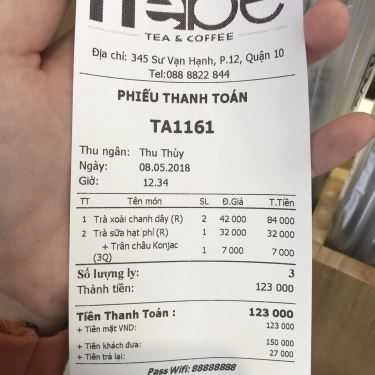 TEA & COFFEE
Địa chỉ: 345 Sư Vạn Hạnh, P.12, Quận 10
Tel:088 8822 844
PHIẾU THANH TOÁN
TA1161
Thu ngân: Thu Thùy
Ngày: 08.05.2018
Giờ: 12.34
TT Tên món SL Đ.Giá T.Tiền
1 Trà xoài chanh dây (R) 2 42 000 84 000
2 Trà sữa hạt phỉ (R) 1 32 000 32 000
+ Trân châu Konjac (3Q) 1 7 000 7 000
Số lượng ly: 3
Thành tiền: 123 000
Tiền Thanh Toán : 123 000
+ Tiền mặt VND: 123 000
+ Tiền khách đưa: 150 000
+ Tiền trả lại: 27 000
Pass Wifi: 88888888